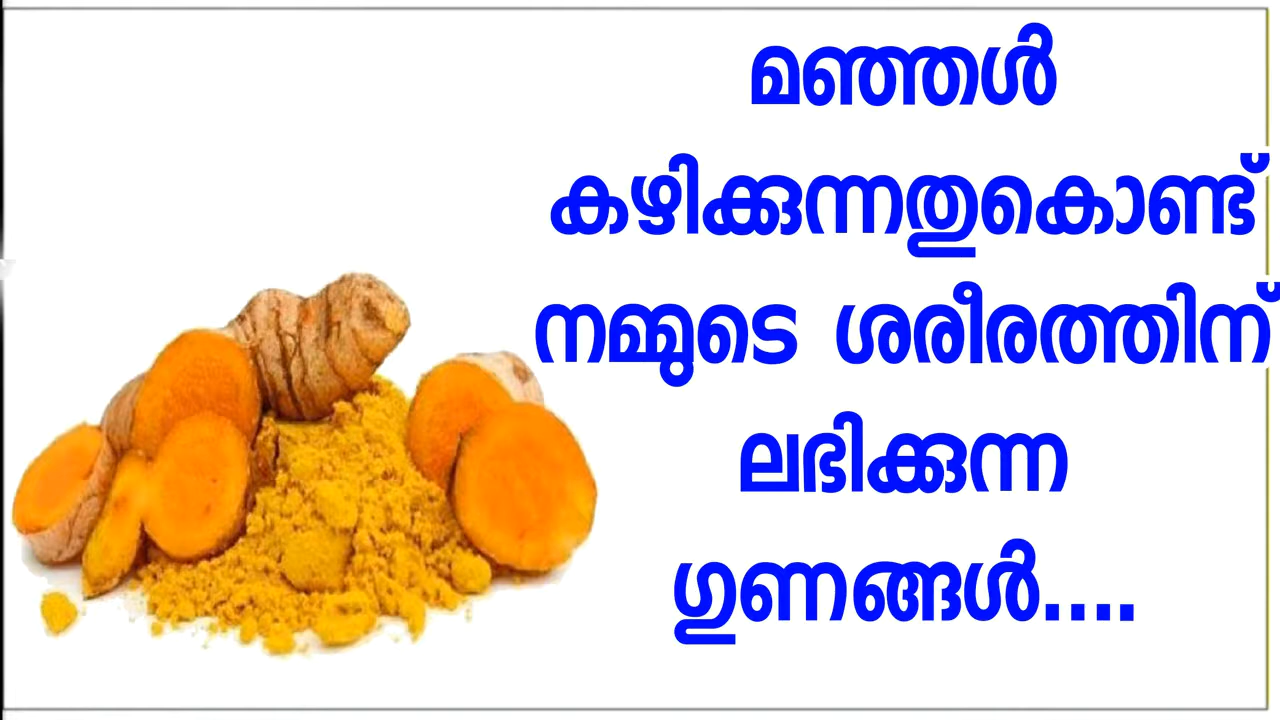 മഞ്ഞൾ
കഴിക്കുന്നതുകൊണ്ട്
നമ്മുടെ ശരീരത്തിന്
ലഭിക്കുന്ന
ഗുണങ്ങൾ....